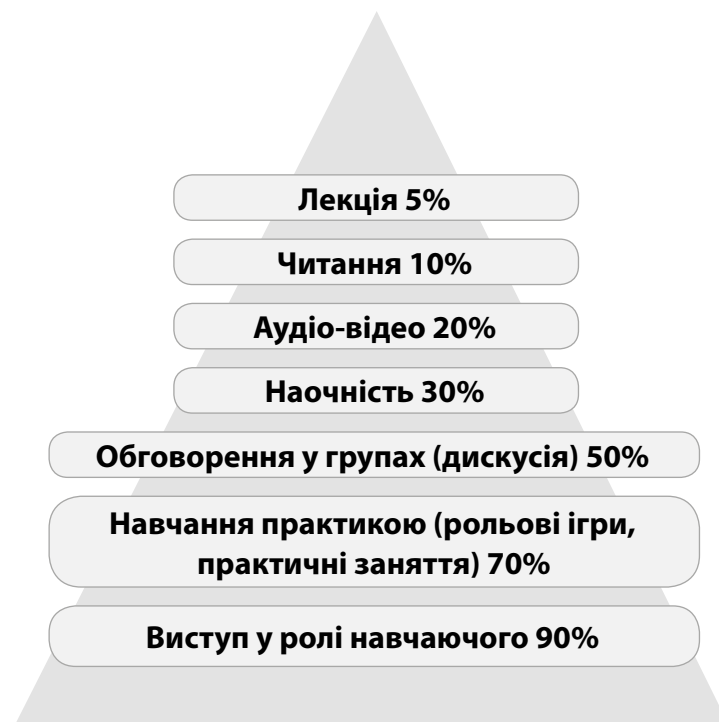 Лекція 5%
Читання 10%
Аудіо-відео 20%
Наочність 30%
Обговорення у групах (дискусія) 50%
Навчання практикою (рольові ігри,
практичні заняття) 70%
Виступ у ролі навчаючого 90%